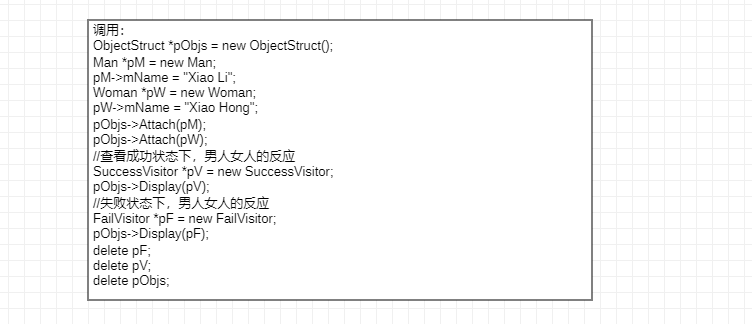 调用：
ObjectStruct *pObjs = new ObjectStruct();
Man *pM = new Man;
pM->mName = "Xiao Li";
Woman *pW = new Woman;
pW->mName = "Xiao Hong";
pObjs->Attach(pM);
pObjs->Attach(pW);
//查看成功状态下，男人女人的反应
SuccessVisitor *pV = new SuccessVisitor;
pObjs->Display(pV);
//失败状态下，男人女人的反应
FailVisitor *pF = new FailVisitor;
pObjs->Display(pF);
delete pF;
delete pV;
delete pObjs;